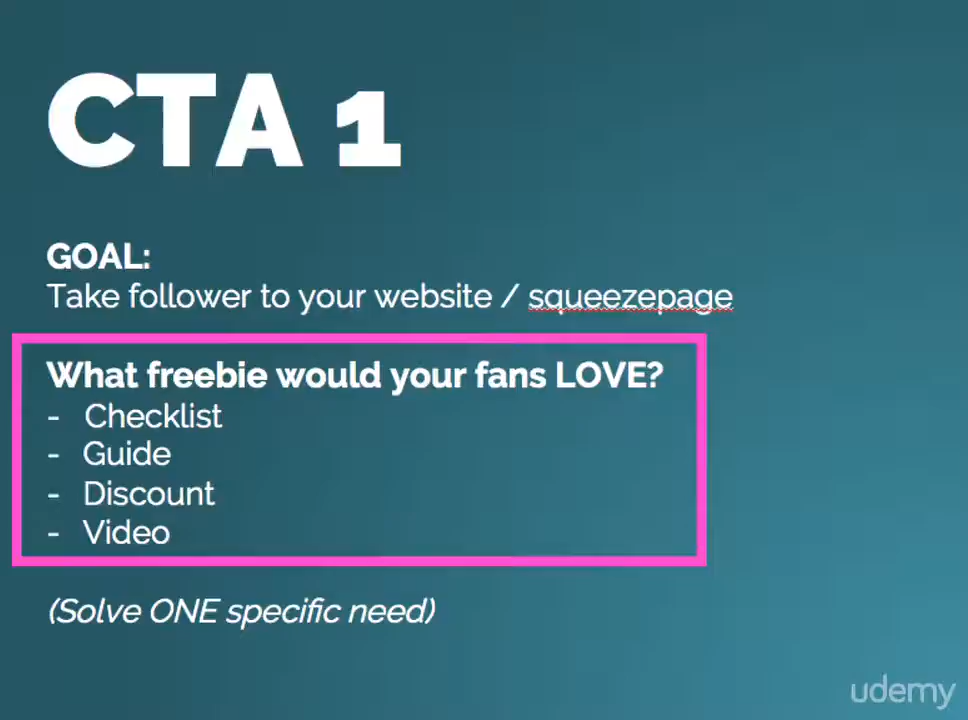 CTA 1
GOAL:
Take follower to your website / squeezepage
What freebie would your fans LOVE?
- Checklist
- Guide
- Discount
- Video
(Solve ONE specific need)
udemy